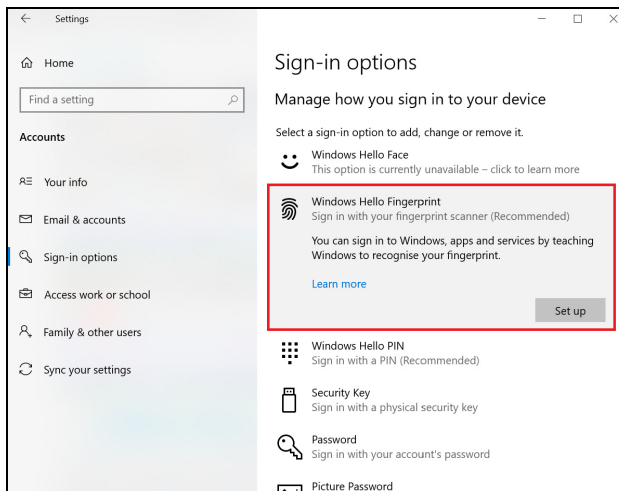 Settings
Home
Find a setting
Accounts
Your info
Email & accounts
Sign-in options
Access work or school
Family & other users
Sync your settings
Sign-in options
Manage how you sign in to your device
Select a sign-in option to add, change or remove it.
Windows Hello Face
This option is currently unavailable – click to learn more
Windows Hello Fingerprint
Sign in with your fingerprint scanner (Recommended)
You can sign in to Windows, apps and services by teaching
Windows to recognise your fingerprint.
Learn more
Set up
Windows Hello PIN
Sign in with a PIN (Recommended)
Security Key
Sign in with a physical security key
Password
Sign in with your account's password
Picture Password